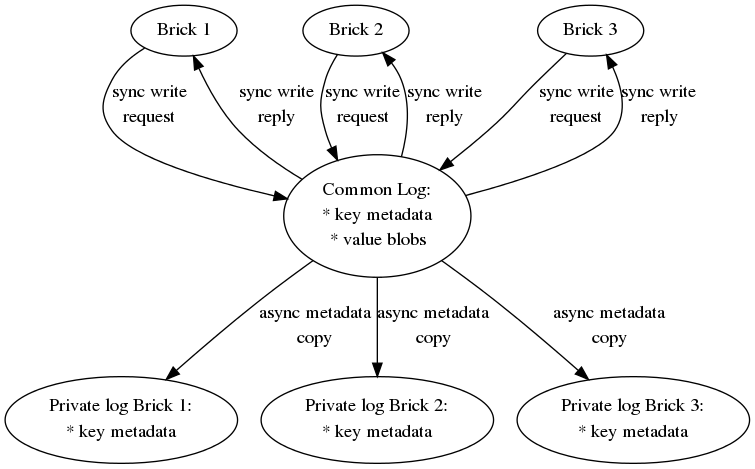 Brick 1
Brick 2
Brick 3
sync write
request
sync write
reply
sync write
request
sync write
reply
sync write
request
sync write
reply
Common Log:
* key metadata
* value blobs
async metadata
copy
async metadata
copy
async metadata
copy
Private log Brick 1:
* key metadata
Private log Brick 2:
* key metadata
Private log Brick 3:
* key metadata